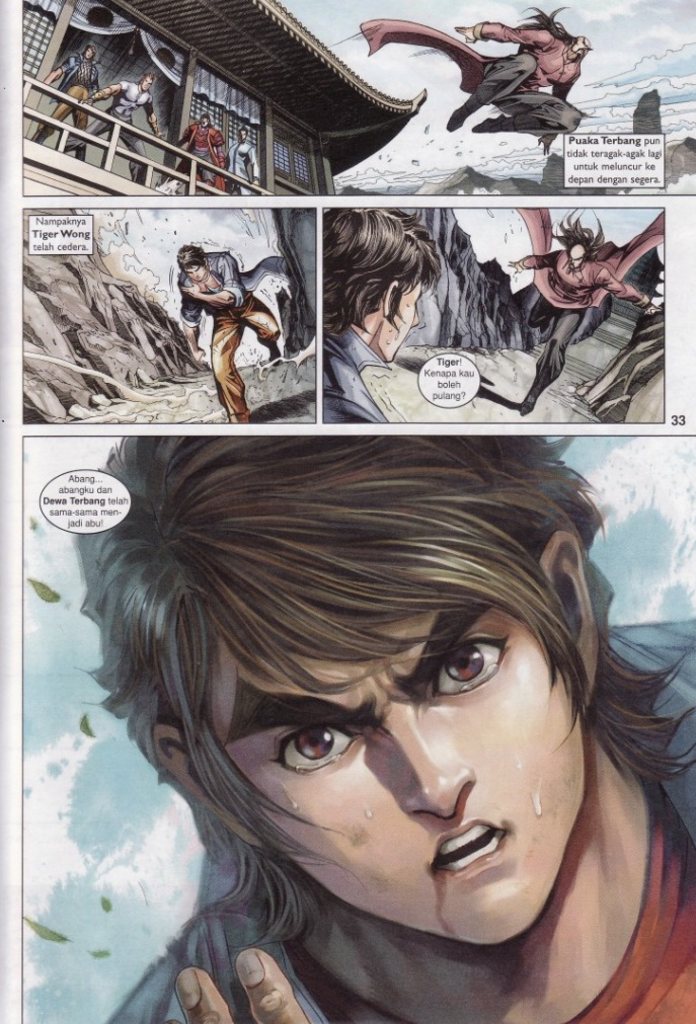 Puaka Terbang pun
tidak teragak-agak lagi
untuk meluncur ke
depan dengan segera.
Nampaknya
Tiger Wong
telah cedera.
Tiger!
Kenapa kau
boleh
pulang?
33
Abang...
abangku dan
Dewa Terbang telah
sama-sama men-
jadi abu!